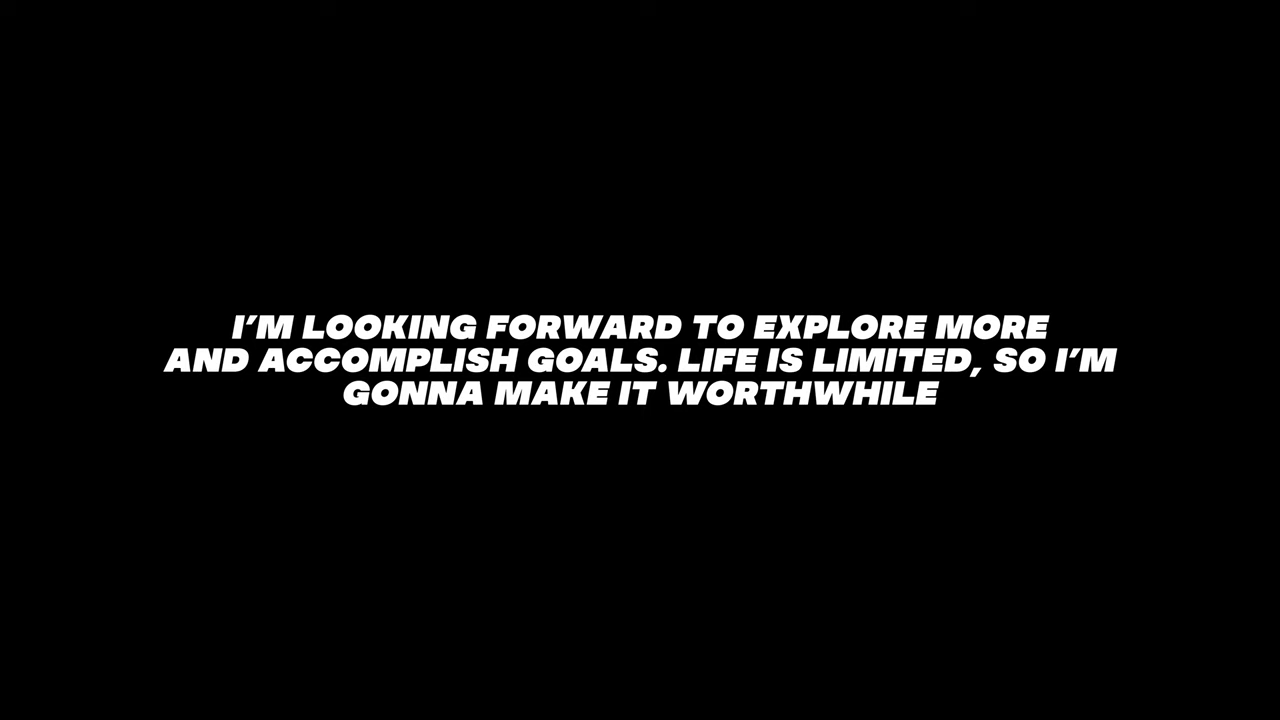 I'M LOOKING FORWARD TO EXPLORE MORE
AND ACCOMPLISH GOALS. LIFE IS LIMITED, SO I'M
GONNA MAKE IT WORTHWHILE